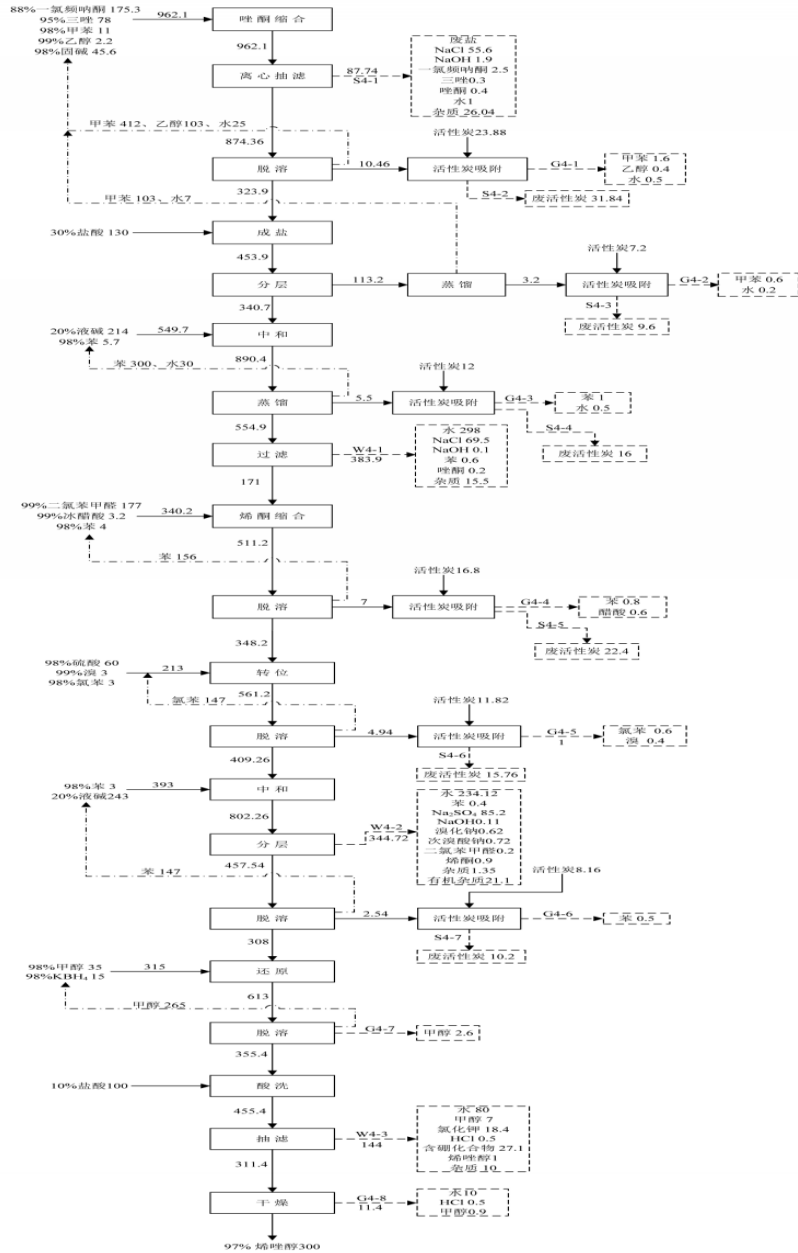 88%一氯频呐酮 175.3
95%三唑 78
98%甲苯 11
99%乙醇 2.2
98%固碱 45.6
962.1
唑酮缩合
962.1
离心抽滤
87.74
S4-1
废盐
NaCl 55.6
NaOH 1.9
一氯频呐酮 2.5
三唑0.3
唑酮 0.4
水1
杂质 26.04
甲苯 412、乙醇103、水25
874.36
活性炭23.88
脱溶
10.46
活性炭吸附
G4-1
甲苯 1.6
乙醇 0.4
水 0.5
S4-2
废活性炭 31.84
甲苯 103、水7
323.9
30%盐酸 130
成盐
453.9
活性炭7.2
分层
113.2
蒸馏
3.2
活性炭吸附
G4-2
甲苯 0.6
水 0.2
S4-3
废活性炭 9.6
340.7
20%液碱 214
98%苯 5.7
549.7
中和
苯 300、水30
890.4
活性炭12
蒸馏
5.5
活性炭吸附
G4-3
苯 1
水 0.5
S4-4
废活性炭 16
554.9
过滤
W4-1
383.9
水 298
NaCl 69.5
NaOH 0.1
苯 0.6
唑酮 0.2
杂质 15.5
171
99%二氯苯甲醛 177
99%冰醋酸 3.2
98%苯 4
340.2
烯酮缩合
511.2
苯 156
活性炭16.8
脱溶
7
活性炭吸附
G4-4
苯 0.8
醋酸 0.6
S4-5
废活性炭 22.4
348.2
98%硫酸 60
99%溴 3
98%氯苯 3
213
转位
氯苯 147
561.2
活性炭11.82
脱溶
4.94
活性炭吸附
G4-5
1
氯苯 0.6
溴 0.4
S4-6
废活性炭 15.76
409.26
98%苯 3
20%液碱243
393
中和
802.26
分层
W4-2
344.72
水 234.12
苯 0.4
Na₂SO₄ 85.2
NaOH0.11
溴化钠0.62
次溴酸钠0.72
二氯苯甲醛0.2
烯酮0.9
杂质1.35
有机杂质21.1
457.54
苯 147
活性炭8.16
脱溶
2.54
活性炭吸附
G4-6
苯 0.5
S4-7
废活性炭 10.2
308
98%甲醇 35
98%KBH₄ 15
315
还原
613
甲醇 265
脱溶
G4-7
甲醇 2.6
355.4
10%盐酸100
酸洗
455.4
抽滤
W4-3
144
水 80
甲醇 7
氯化钾 18.4
HCl 0.5
含硼化合物 27.1
烯唑醇1
杂质 10
311.4
干燥
G4-8
11.4
水10
HCl 0.5
甲醇0.9
97% 烯唑醇300